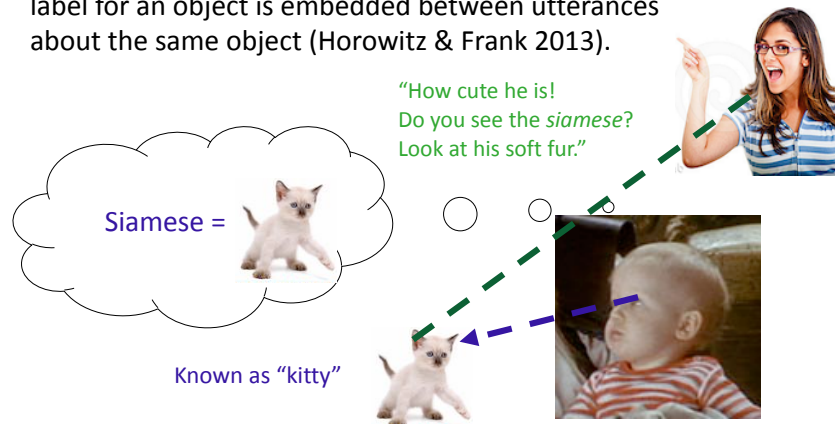 label for an object is embedded between utterances
about the same object (Horowitz & Frank 2013).
“How cute he is!
Do you see the siamese?
Look at his soft fur.”
Siamese =
Known as “kitty”